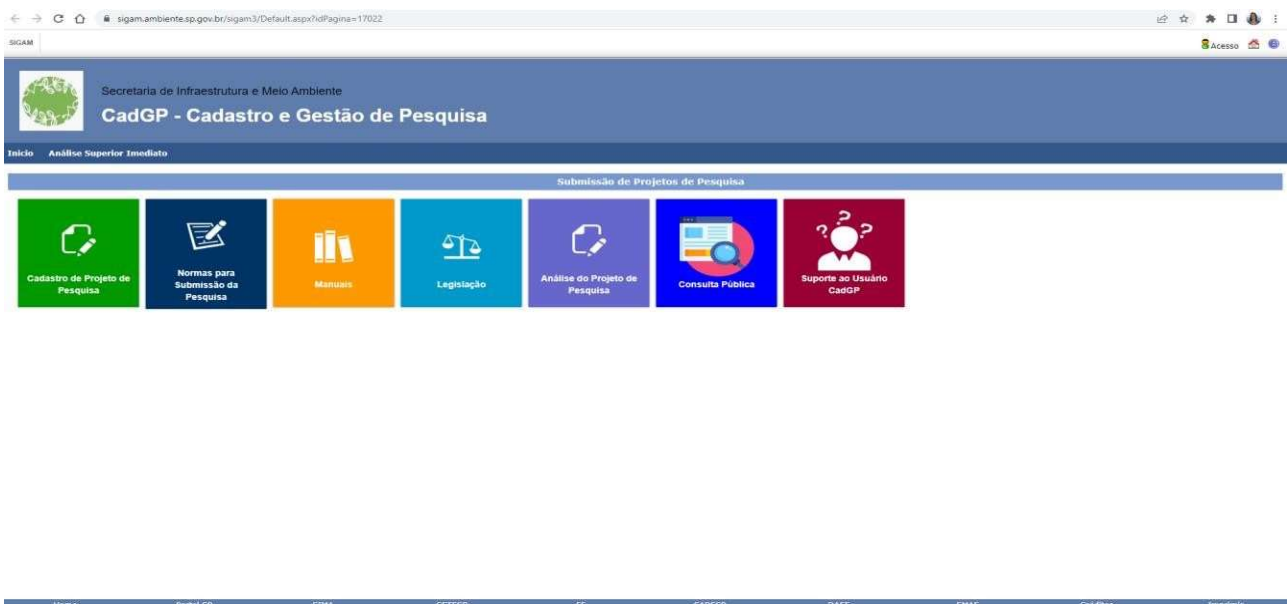 sigam.ambiente.sp.gov.br/sigam3/Default.aspx?idPagina=17022
SIGAM
Acesso
Secretaria de Infraestrutura e Meio Ambiente
CadGP - Cadastro e Gestão de Pesquisa
Início Análise Superior Imediato
Submissão de Projetos de Pesquisa
Cadastro de Projeto de
Pesquisa
Normas para
Submissão da
Pesquisa
Manuais
Legislação
Análise do Projeto de
Pesquisa
Consulta Pública
? ? ?
Suporte ao Usuário
CadGP